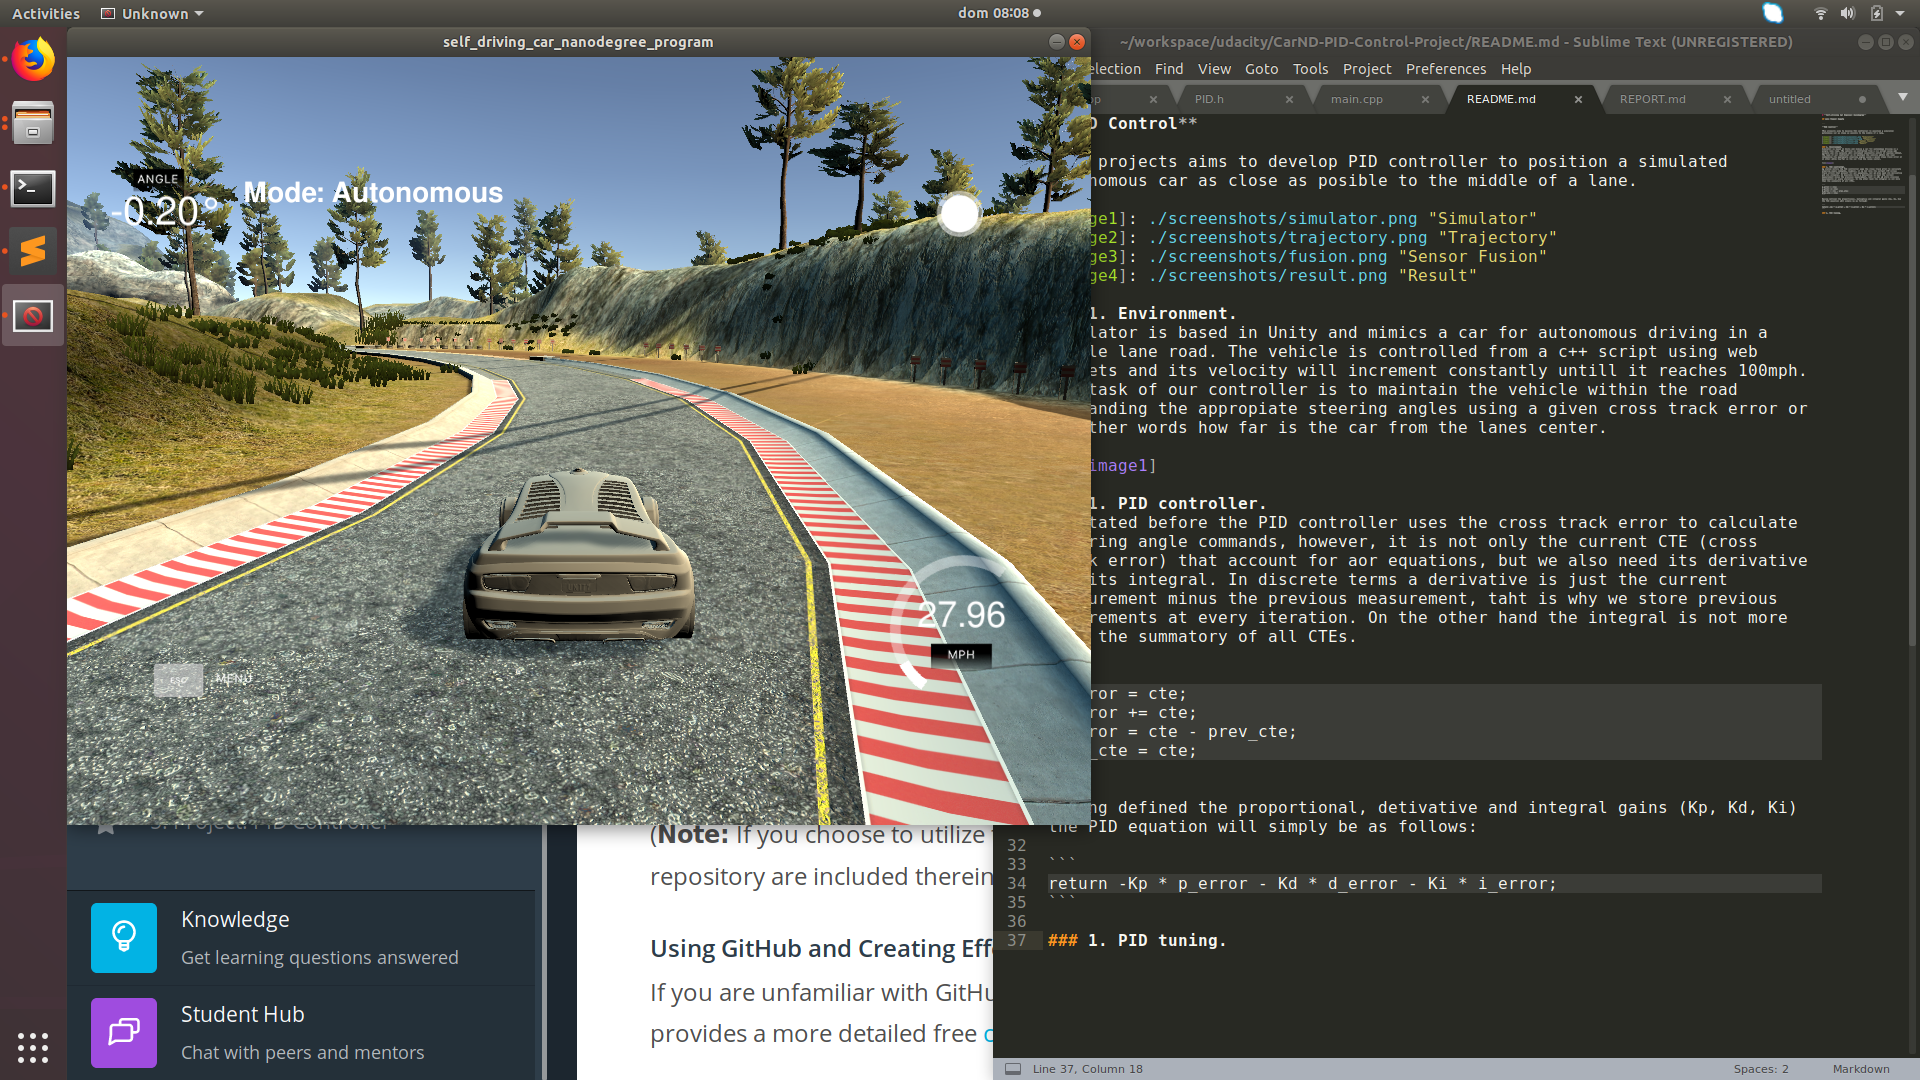 Activities
Unknown
dom 08:08
self_driving_car_nanodegree_program
ANGLE
-0.20°
Mode: Autonomous
27.96
MPH
ESC
MENU
~/workspace/udacity/CarND-PID-Control-Project/README.md - Sublime Text (UNREGISTERED)
election Find View Goto Tools Project Preferences Help
PID.h
main.cpp
README.md
REPORT.md
untitled
D Control**
projects aims to develop PID controller to position a simulated
nomous car as close as posible to the middle of a lane.
ge1]: ./screenshots/simulator.png "Simulator"
ge2]: ./screenshots/trajectory.png "Trajectory"
ge3]: ./screenshots/fusion.png "Sensor Fusion"
ge4]: ./screenshots/result.png "Result"
1. Environment.
lator is based in Unity and mimics a car for autonomous driving in a
le lane road. The vehicle is controlled from a c++ script using web
ets and its velocity will increment constantly untill it reaches 100mph.
task of our controller is to maintain the vehicle within the road
anding the appropiate steering angles using a given cross track error or
ther words how far is the car from the lanes center.
image1]
1. PID controller.
tated before the PID controller uses the cross track error to calculate
ring angle commands, however, it is not only the current CTE (cross
k error) that account for aor equations, but we also need its derivative
its integral. In discrete terms a derivative is just the current
urement minus the previous measurement, taht is why we store previous
rements at every iteration. On the other hand the integral is not more
the summatory of all CTEs.
ror = cte;
ror += cte;
ror = cte - prev_cte;
_cte = cte;
ng defined the proportional, detivative and integral gains (Kp, Kd, Ki)
the PID equation will simply be as follows:
32
33 ```
34 return -Kp * p_error - Kd * d_error - Ki * i_error;
35 ```
36
37 ### 1. PID tuning.
Line 37, Column 18
Spaces: 2
Markdown
Knowledge
Get learning questions answered
Student Hub
Chat with peers and mentors
(Note: If you choose to utilize
repository are included therein
Using GitHub and Creating Effe
If you are unfamiliar with GitHu
provides a more detailed free c